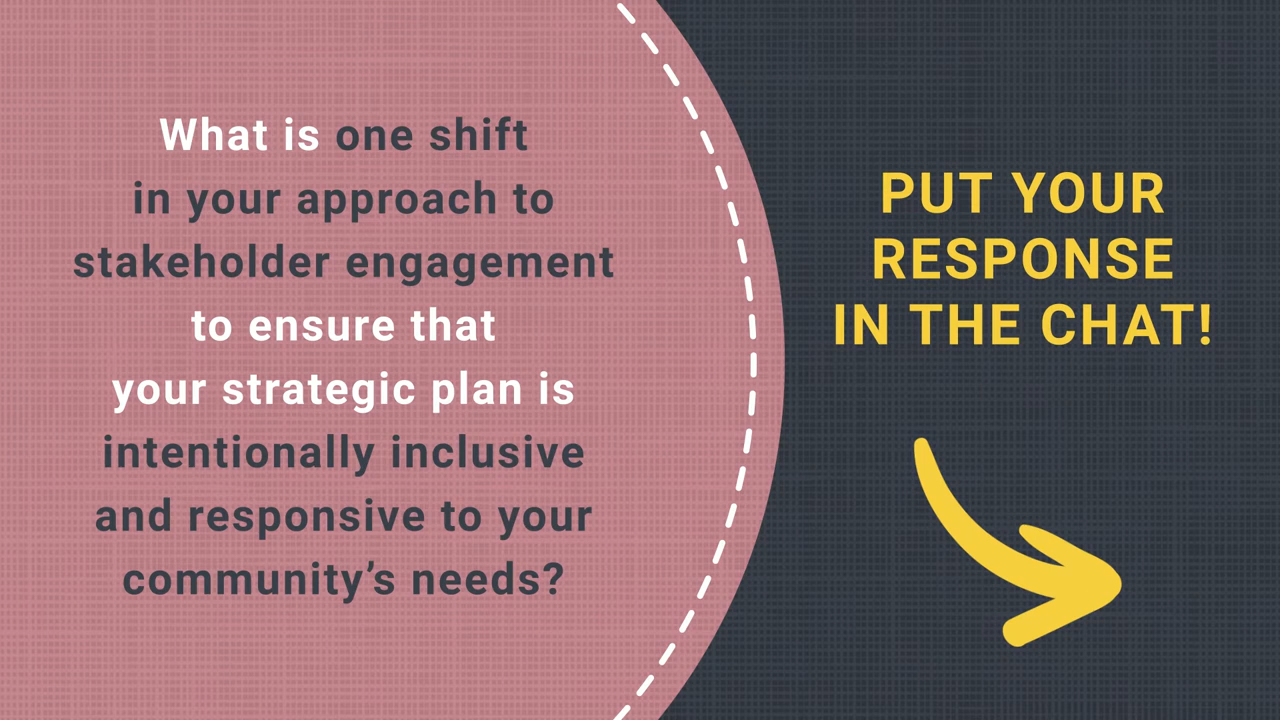 What is one shift
in your approach to
stakeholder engagement
to ensure that
your strategic plan is
intentionally inclusive
and responsive to your
community’s needs?
PUT YOUR
RESPONSE
IN THE CHAT!